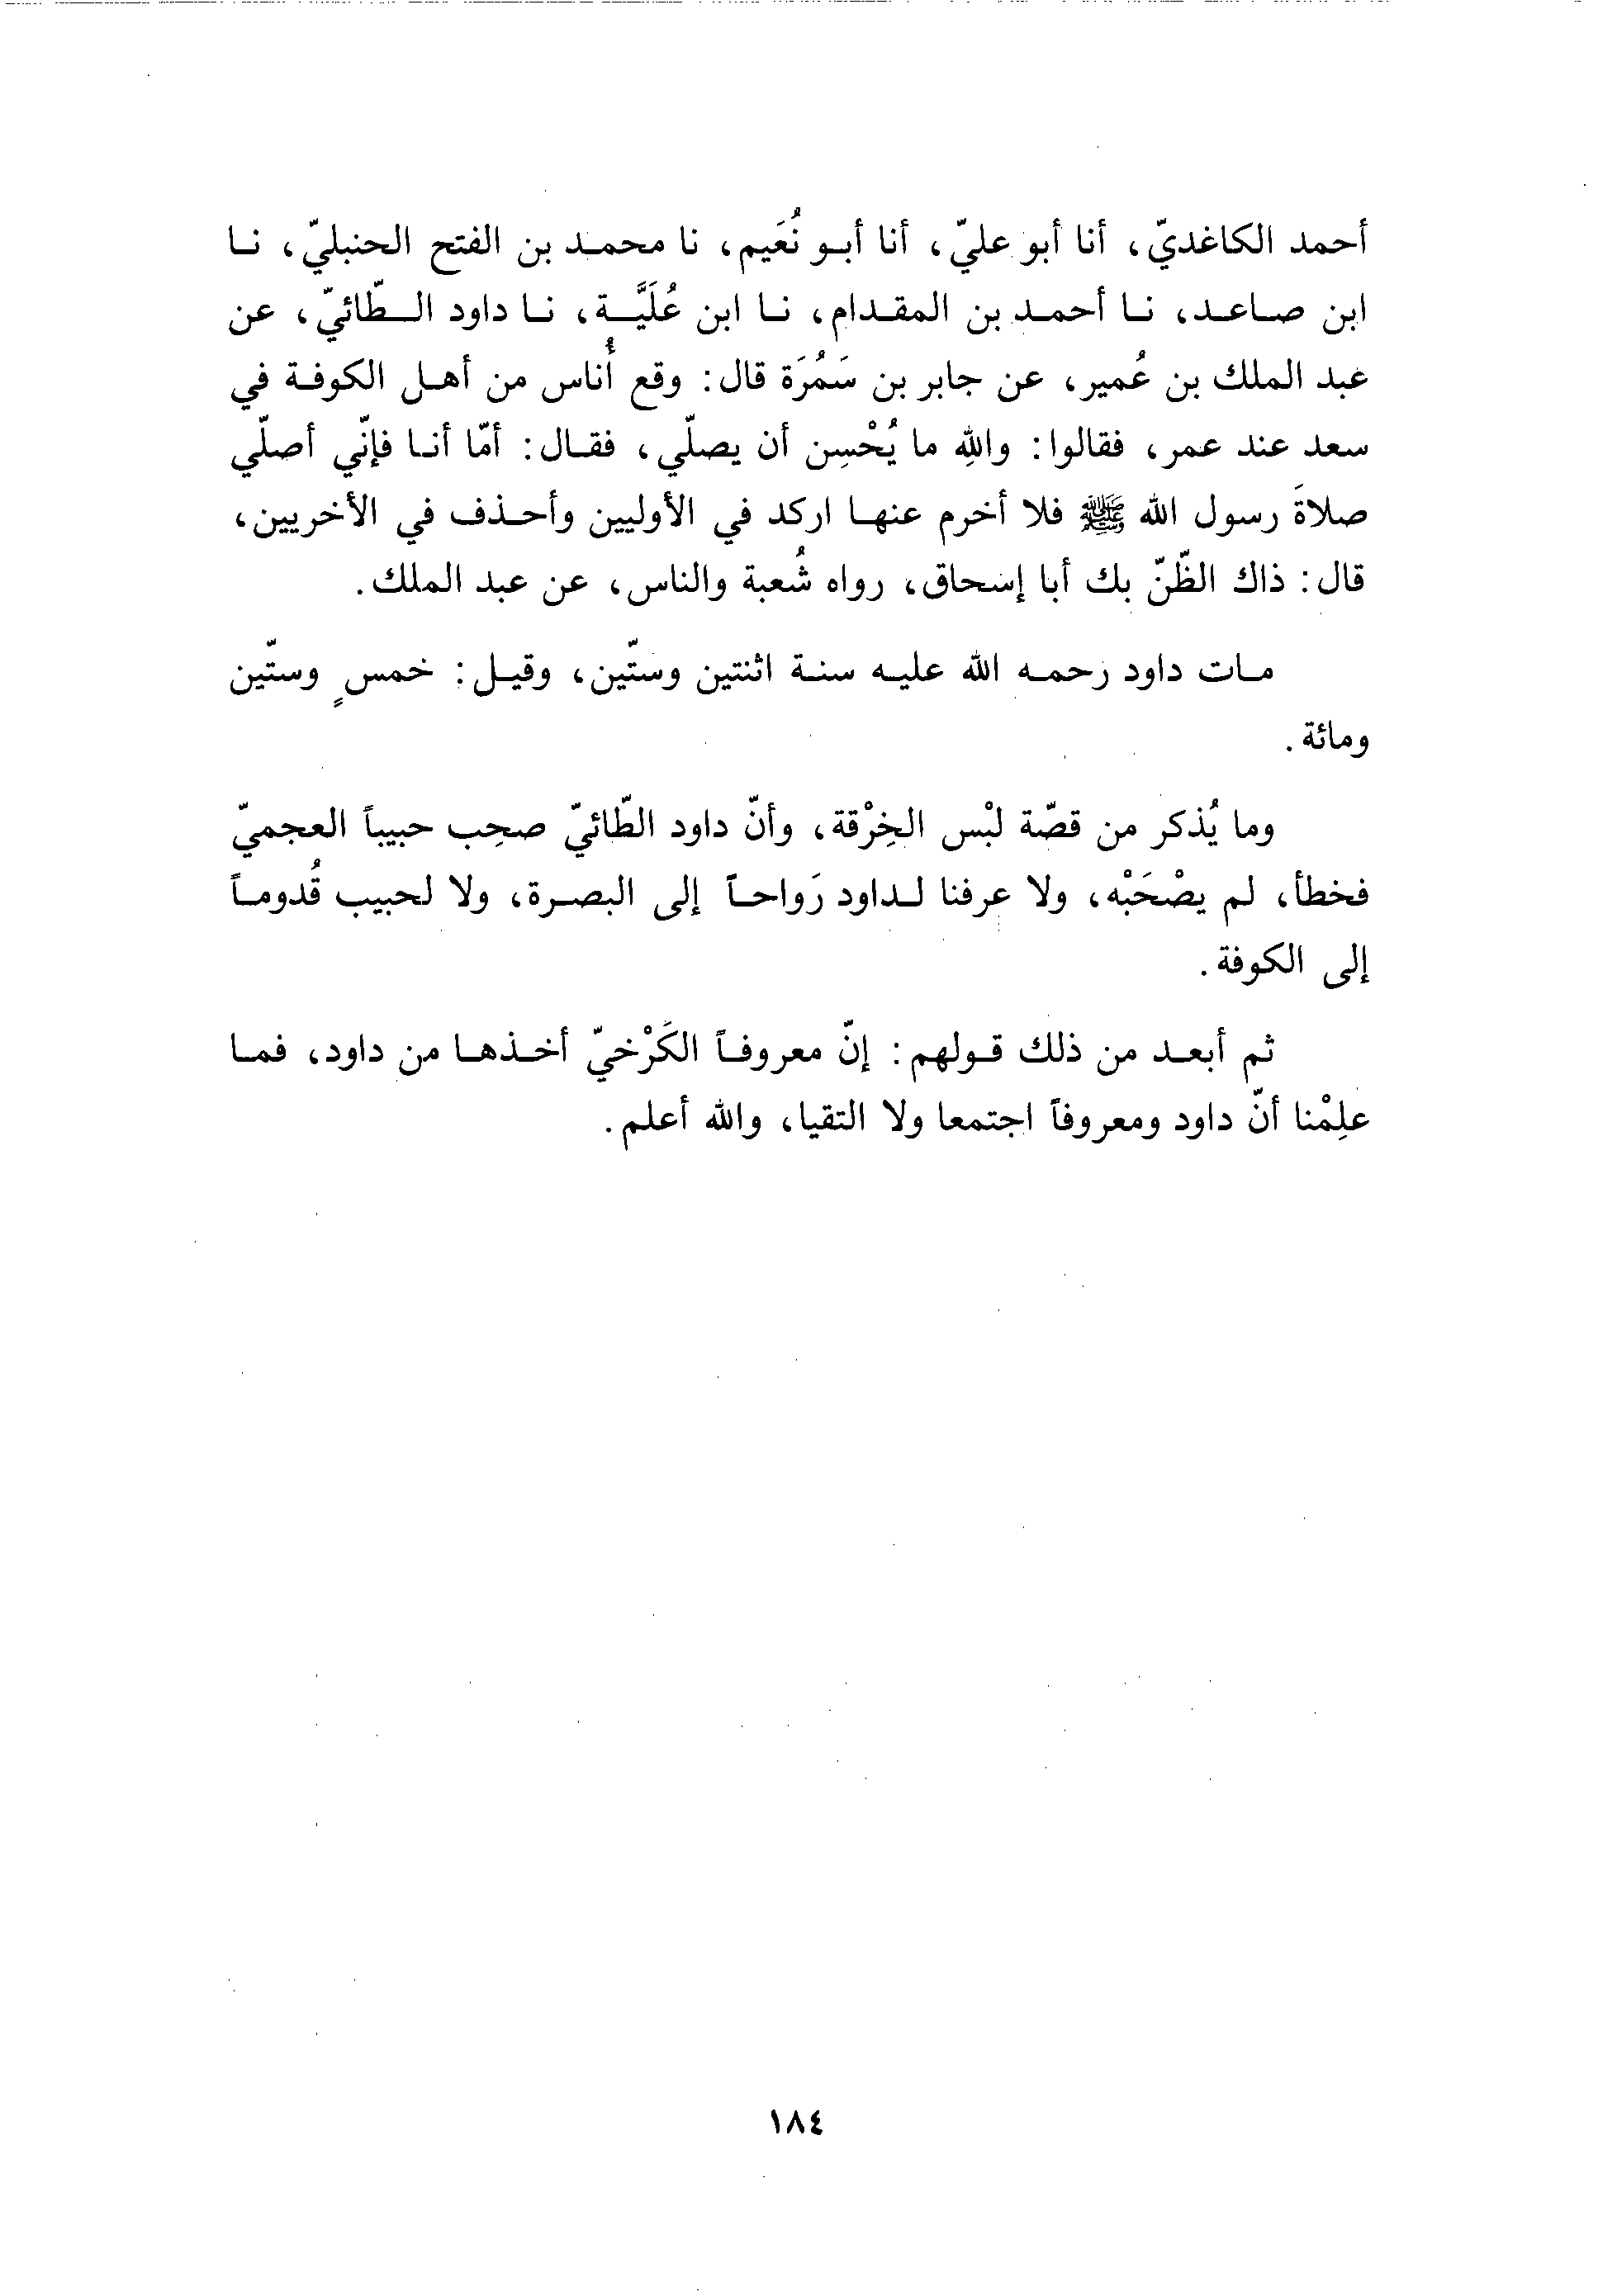 أحمد الكاغديّ، أنا أبو عليّ، أنا أبو نُعَيم، نا محمد بن الفتح الحنبليّ، نا
ابن صاعد، نا أحمد بن المقدام، نا ابن عُلَيَّة، نا داود الطّائيّ، عن
عبد الملك بن عُمير، عن جابر بن سَمُرَة قال: وقع أُناس من أهل الكوفة في
سعد عند عمر، فقالوا: واللهِ ما يُحْسِن أن يصلّي، فقال: أمّا أنا فإنّي أصلّي
صلاةَ رسول الله ﷺ فلا أخرم عنها اركد في الأوليين وأحذف في الأخريين،
قال: ذاك الظّنّ بك أبا إسحاق، رواه شُعبة والناس، عن عبد الملك.
مات داود رحمه الله عليه سنة اثنتين وستّين، وقيل: خمسٍ وستّين
ومائة.
وما يُذكر من قصّة لبْس الخِرْقة، وأنّ داود الطّائيّ صحِب حبيباً العجميّ
فخطأ، لم يصْحَبْه، ولا عرفنا لداود رَواحاً إلى البصرة، ولا لحبيب قُدوماً
إلى الكوفة.
ثم أبعد من ذلك قولهم: إنّ معروفاً الكَرْخيّ أخذها من داود، فما
علِمْنا أنّ داود ومعروفاً اجتمعا ولا التقيا، والله أعلم.
١٨٤